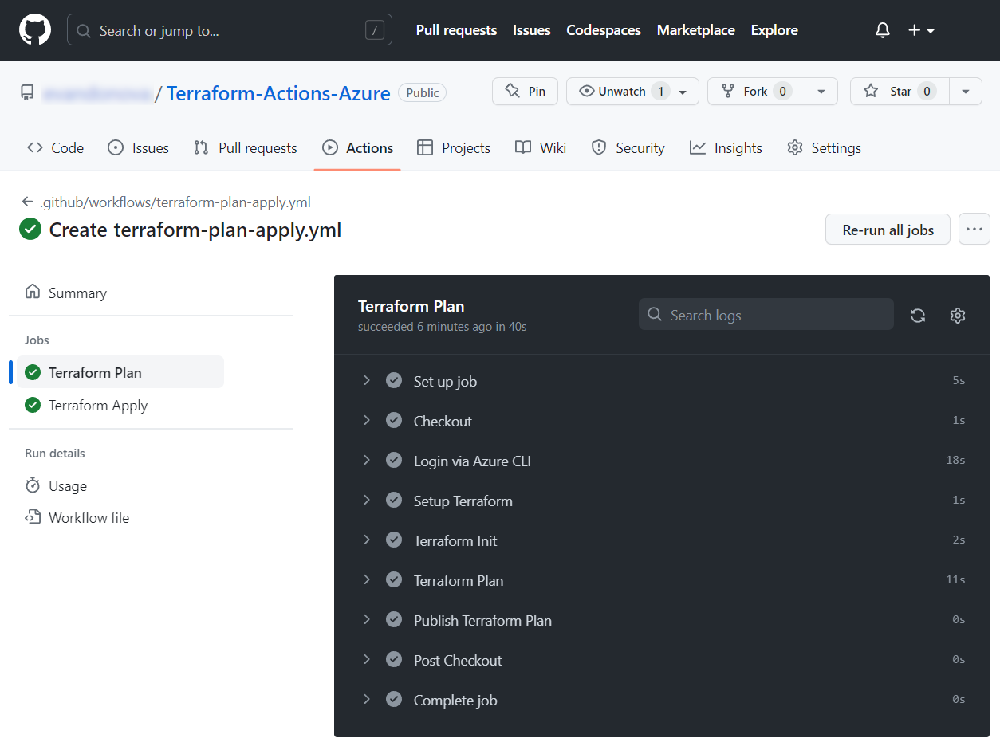 Search or jump to... /
Pull requests Issues Codespaces Marketplace Explore
/ Terraform-Actions-Azure Public
Pin
Unwatch 1
Fork 0
Star 0
Code
Issues
Pull requests
Actions
Projects
Wiki
Security
Insights
Settings
.github/workflows/terraform-plan-apply.yml
Create terraform-plan-apply.yml
Re-run all jobs
Summary
Jobs
Terraform Plan
Terraform Apply
Run details
Usage
Workflow file
Terraform Plan
succeeded 6 minutes ago in 40s
Search logs
Set up job 5s
Checkout 1s
Login via Azure CLI 18s
Setup Terraform 1s
Terraform Init 2s
Terraform Plan 11s
Publish Terraform Plan 0s
Post Checkout 0s
Complete job 0s